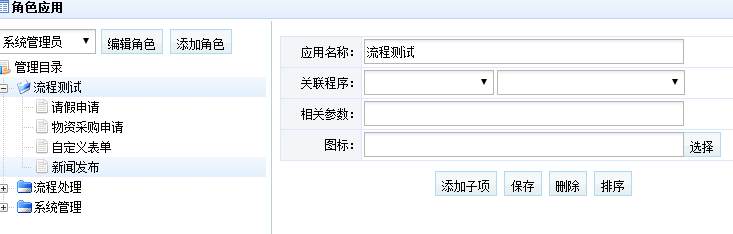 角色应用
系统管理员 编辑角色 添加角色
管理目录
流程测试
请假申请
物资采购申请
自定义表单
新闻发布
流程处理
系统管理
应用名称: 流程测试
关联程序:
相关参数:
图标: 选择
添加子项 保存 删除 排序